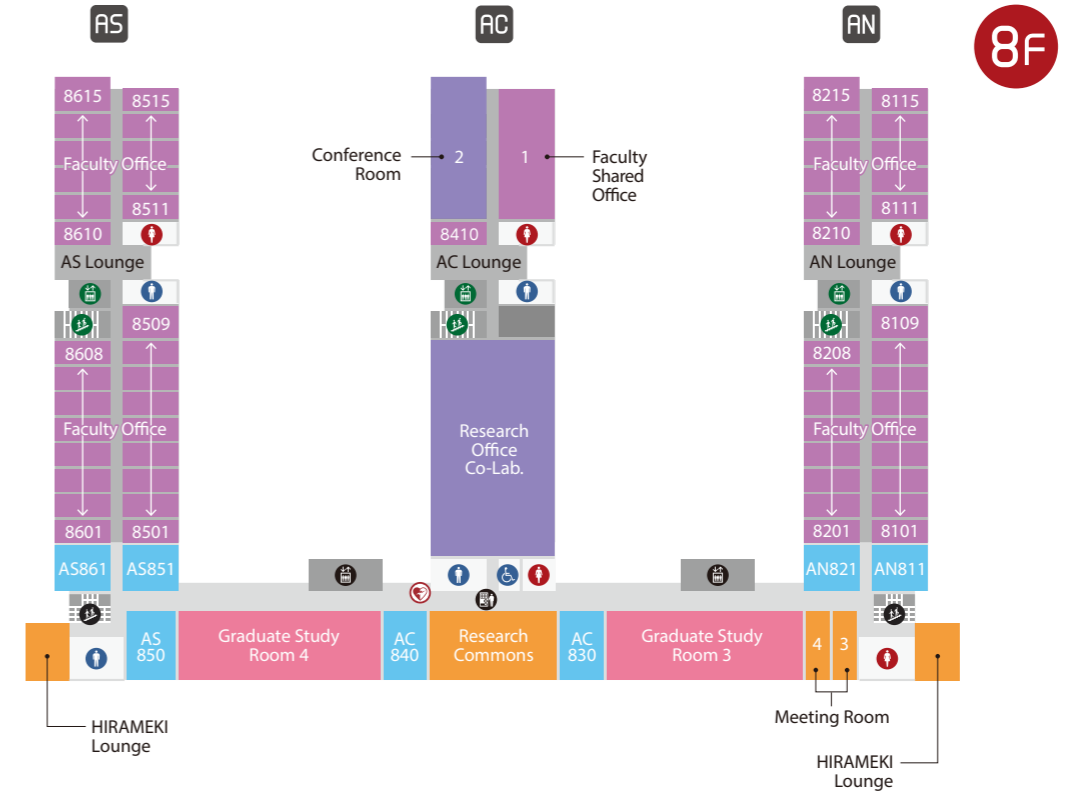 AS
AC
AN
8F
8615
8515
Faculty Office
8511
8610
AS Lounge
8509
8608
Faculty Office
8601
8501
AS861
AS851
Conference
Room
2
1
Faculty
Shared
Office
8410
AC Lounge
Research
Office
Co-Lab.
8215
8115
Faculty Office
8111
8210
AN Lounge
8109
8208
Faculty Office
8201
8101
AN821
AN811
AS
850
Graduate Study
Room 4
AC
840
Research
Commons
AC
830
Graduate Study
Room 3
4
3
Meeting Room
HIRAMEKI
Lounge
HIRAMEKI
Lounge